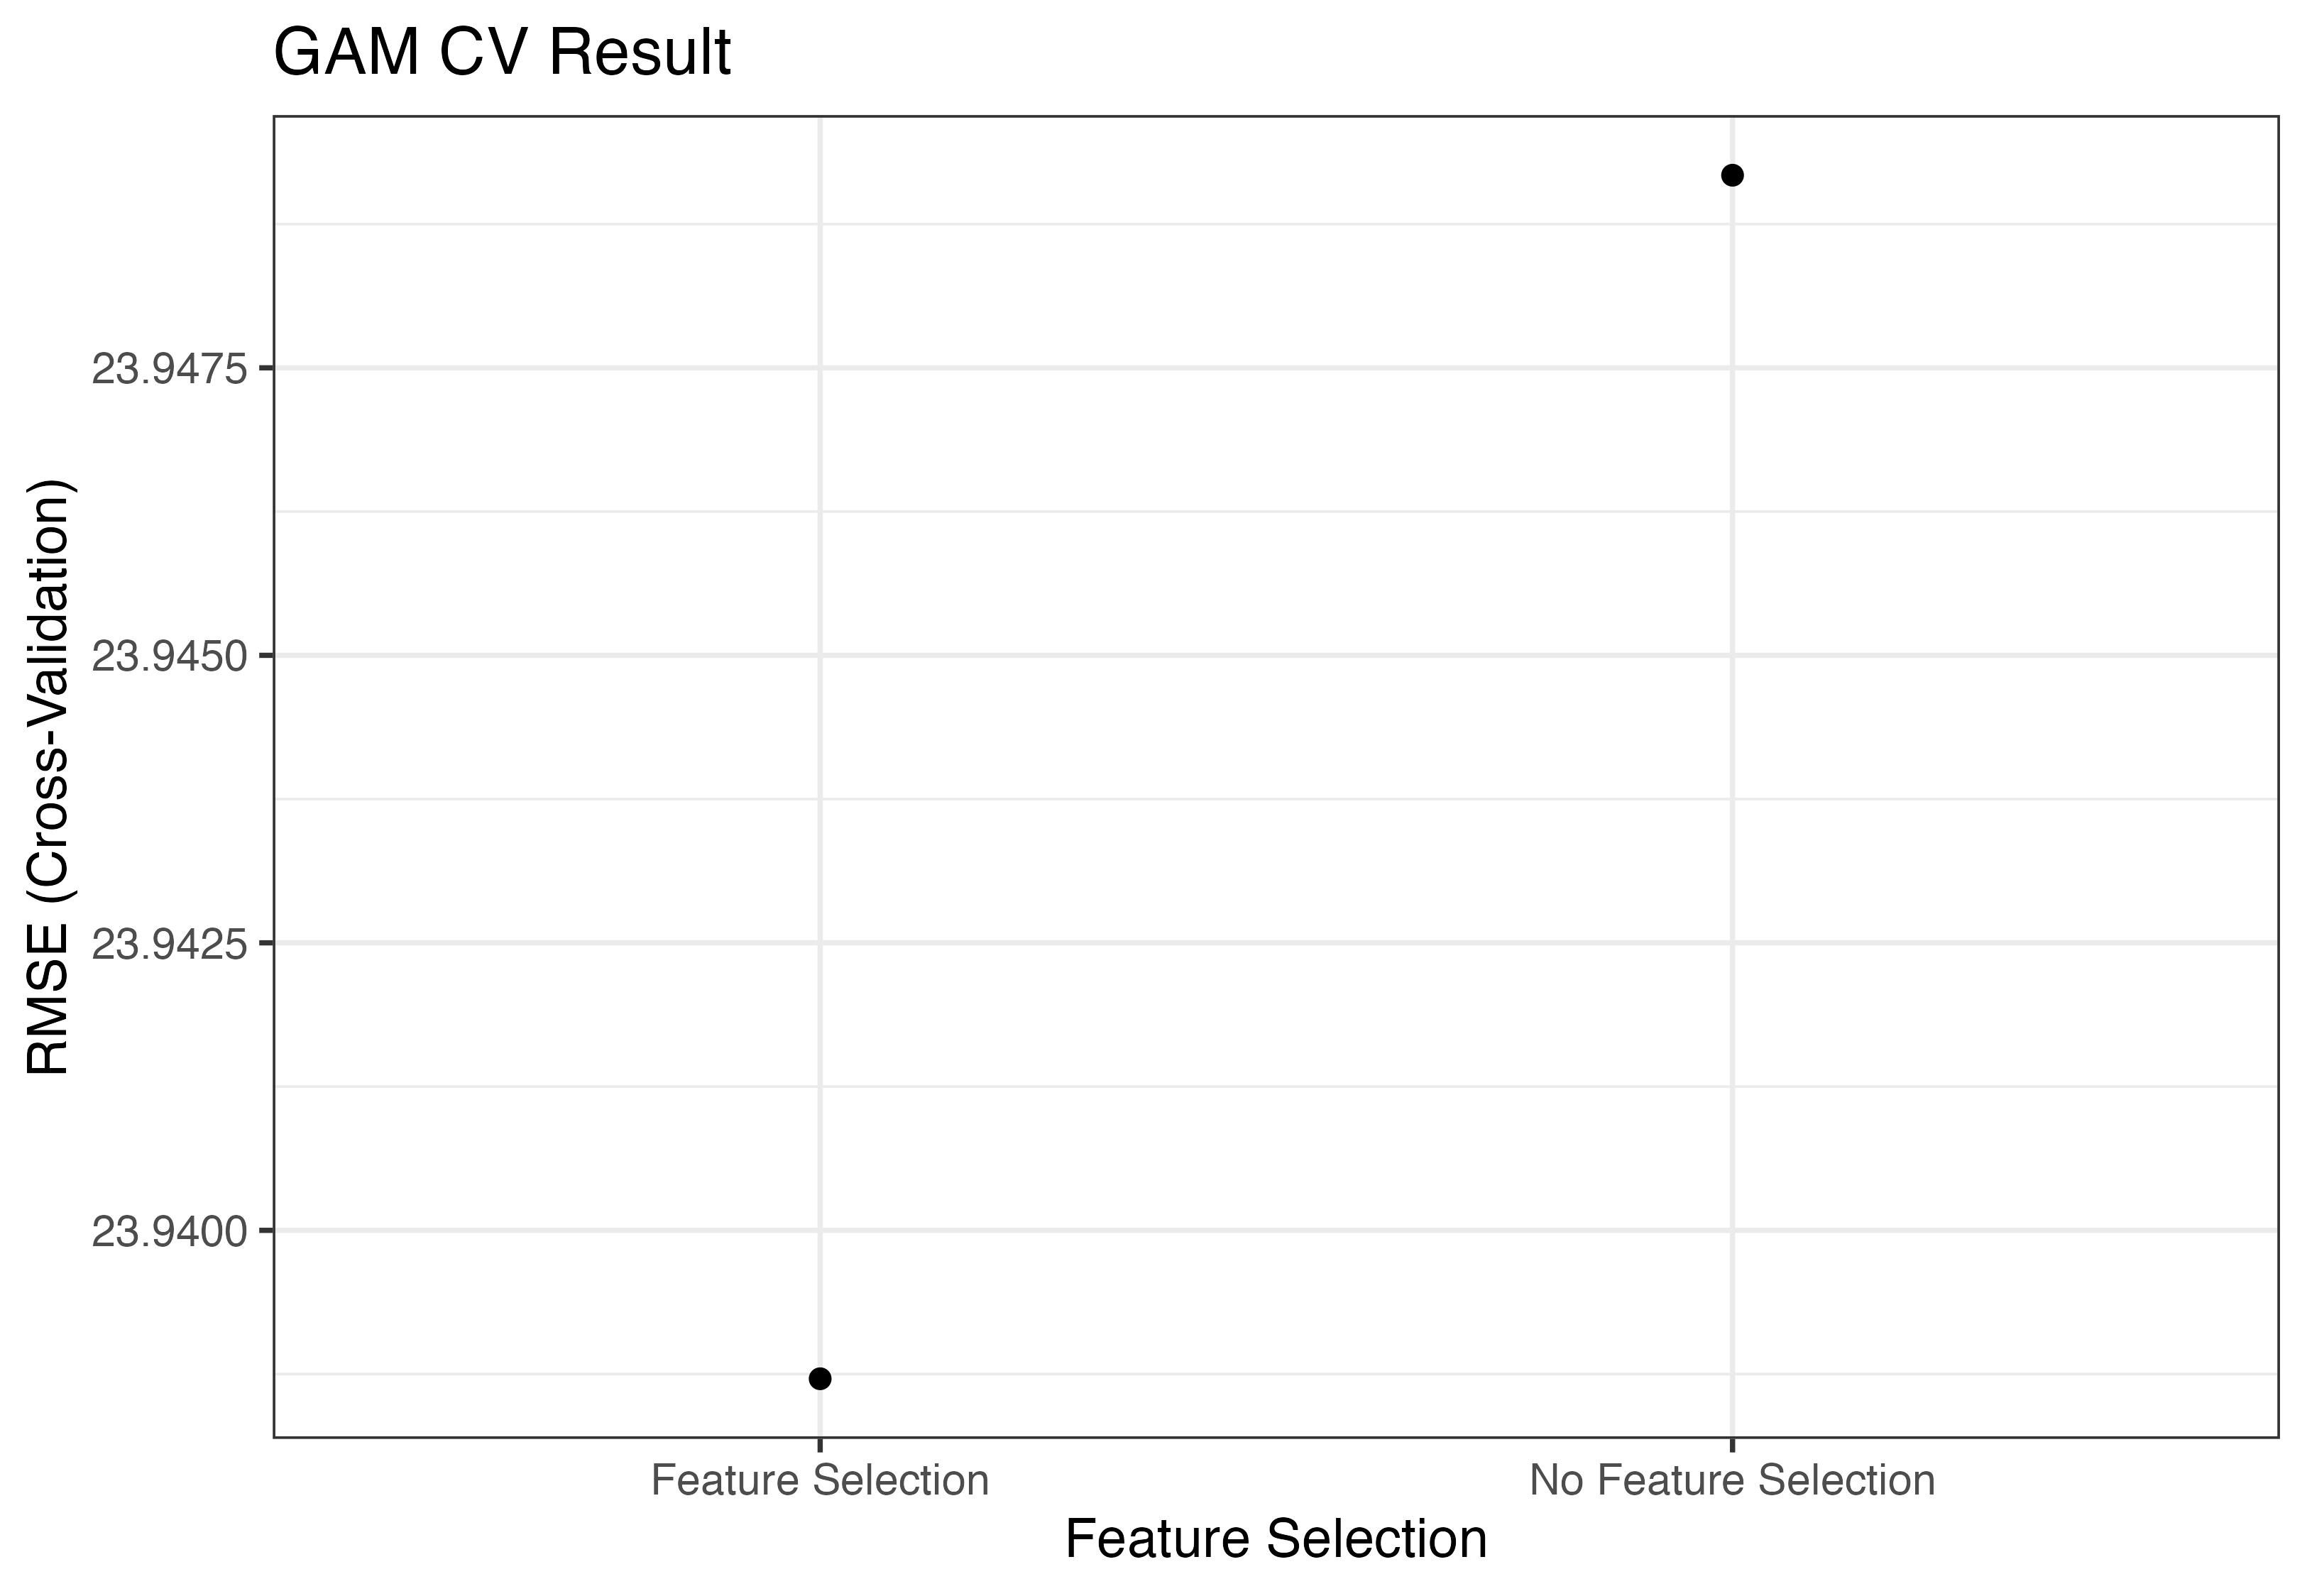 GAM CV Result
RMSE (Cross-Validation)
23.9475
23.9450
23.9425
23.9400
Feature Selection
No Feature Selection
Feature Selection